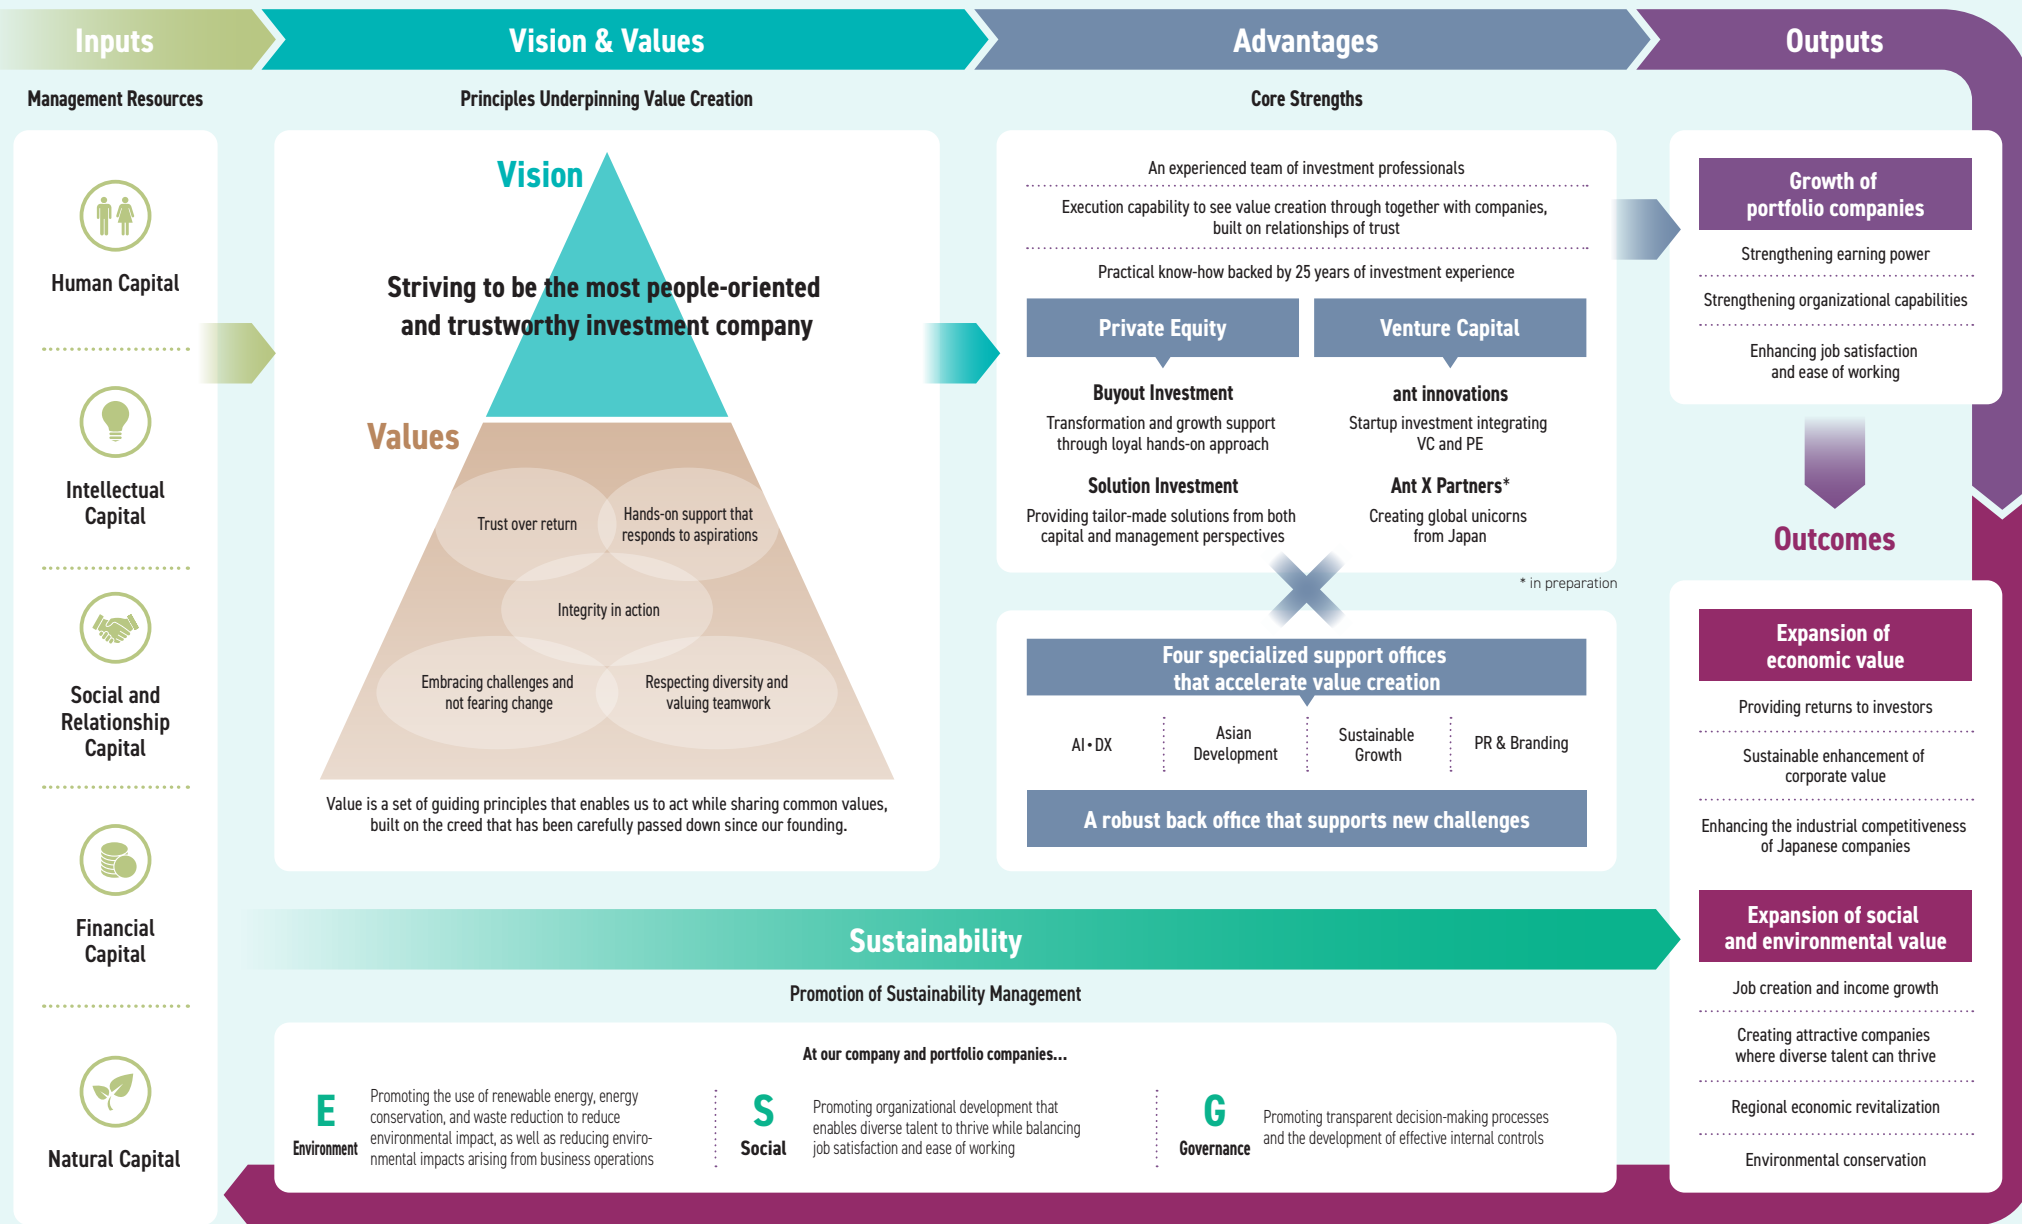 Inputs
Vision & Values
Advantages
Outputs
Management Resources
Principles Underpinning Value Creation
Core Strengths
Human Capital
Intellectual
Capital
Social and
Relationship
Capital
Financial
Capital
Natural Capital
Vision
Striving to be the most people-oriented
and trustworthy investment company
Values
Trust over return
Hands-on support that
responds to aspirations
Integrity in action
Embracing challenges and
not fearing change
Respecting diversity and
valuing teamwork
Value is a set of guiding principles that enables us to act while sharing common values,
built on the creed that has been carefully passed down since our founding.
An experienced team of investment professionals
Execution capability to see value creation through together with companies,
built on relationships of trust
Practical know-how backed by 25 years of investment experience
Private Equity
Buyout Investment
Transformation and growth support
through loyal hands-on approach
Solution Investment
Providing tailor-made solutions from both
capital and management perspectives
Venture Capital
ant innovations
Startup investment integrating
VC and PE
Ant X Partners*
Creating global unicorns
from Japan
* in preparation
Four specialized support offices
that accelerate value creation
AI・DX
Asian
Development
Sustainable
Growth
PR & Branding
A robust back office that supports new challenges
Growth of
portfolio companies
Strengthening earning power
Strengthening organizational capabilities
Enhancing job satisfaction
and ease of working
Outcomes
Expansion of
economic value
Providing returns to investors
Sustainable enhancement of
corporate value
Enhancing the industrial competitiveness
of Japanese companies
Expansion of social
and environmental value
Job creation and income growth
Creating attractive companies
where diverse talent can thrive
Regional economic revitalization
Environmental conservation
Sustainability
Promotion of Sustainability Management
At our company and portfolio companies...
E
Environment
Promoting the use of renewable energy, energy
conservation, and waste reduction to reduce
environmental impact, as well as reducing enviro-
nmental impacts arising from business operations
S
Social
Promoting organizational development that
enables diverse talent to thrive while balancing
job satisfaction and ease of working
G
Governance
Promoting transparent decision-making processes
and the development of effective internal controls